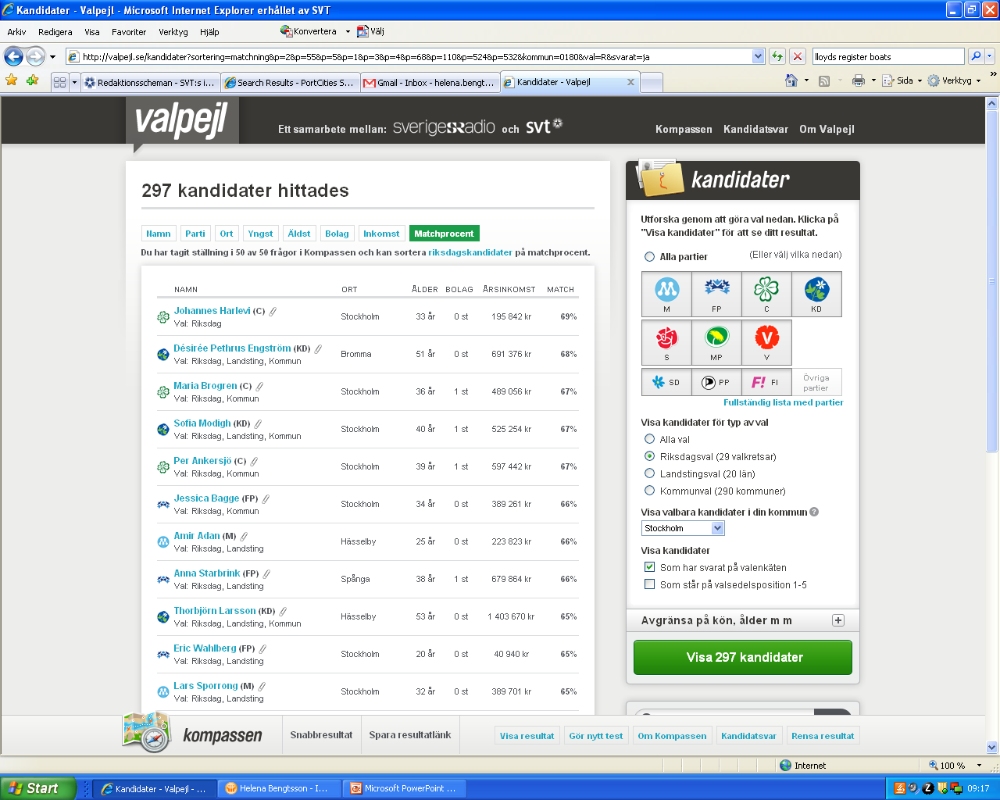 Kandidater - Valpejl - Microsoft Internet Explorer erhållet av SVT
Arkiv Redigera Visa Favoriter Verktyg Hjälp Konvertera Välj
http://valpejl.se/kandidater?sortering=matchning&p=2&p=55&p=5&p=1&p=3&p=4&p=68&p=110&p=524&p=532&kommun=0180&val=R&svarat=ja
lloyds register boats
Redaktionsscheman - SVT:s i...
Search Results - PortCities S...
Gmail - Inbox - helena.bengt...
Kandidater - Valpejl
Sida Verktyg
valpejl
Ett samarbete mellan: sverigesradio och svt
Kompassen Kandidatsvar Om Valpejl
297 kandidater hittades
Namn Parti Ort Yngst Äldst Bolag Inkomst Matchprocent
Du har tagit ställning i 50 av 50 frågor i Kompassen och kan sortera riksdagskandidater på matchprocent.
NAMN ORT ÅLDER BOLAG ÅRSINKOMST MATCH
Johannes Harlevi (C) Stockholm 33 år 0 st 195 842 kr 69%
Val: Riksdag
Désirée Pethrus Engström (KD) Bromma 51 år 0 st 691 376 kr 68%
Val: Riksdag, Landsting, Kommun
Maria Brogren (C) Stockholm 36 år 1 st 489 056 kr 67%
Val: Riksdag, Kommun
Sofia Modigh (KD) Stockholm 40 år 1 st 525 254 kr 67%
Val: Riksdag, Landsting, Kommun
Per Ankersjö (C) Stockholm 39 år 1 st 597 442 kr 67%
Val: Riksdag, Kommun
Jessica Bagge (FP) Stockholm 34 år 0 st 389 261 kr 66%
Val: Riksdag, Kommun
Amir Adan (M) Hässelby 25 år 0 st 223 823 kr 66%
Val: Riksdag, Landsting
Anna Starbrink (FP) Spånga 38 år 1 st 679 864 kr 66%
Val: Riksdag, Landsting
Thorbjörn Larsson (KD) Hässelby 53 år 0 st 1 403 670 kr 65%
Val: Riksdag, Landsting, Kommun
Eric Wahlberg (FP) Stockholm 20 år 0 st 40 940 kr 65%
Val: Riksdag, Landsting
Lars Sporrong (M) Stockholm 32 år 0 st 389 701 kr 65%
Val: Riksdag, Landsting
kandidater
Utforska genom att göra val nedan. Klicka på
"Visa kandidater" för att se ditt resultat.
Alla partier (Eller välj vilka nedan)
M FP C KD
S MP V
SD PP F! FI Övriga partier
Fullständig lista med partier
Visa kandidater för typ av val
Alla val
Riksdagsval (29 valkretsar)
Landstingsval (20 län)
Kommunval (290 kommuner)
Visa valbara kandidater i din kommun ?
Stockholm
Visa kandidater
Som har svarat på valenkäten
Som står på valsedelsposition 1-5
Avgränsa på kön, ålder m m
Visa 297 kandidater
kompassen Snabbresultat Spara resultatlänk Visa resultat Gör nytt test Om Kompassen Kandidatsvar Rensa resultat
Internet 100 %
Start Kandidater - Valpejl - ... Helena Bengtsson - I... Microsoft PowerPoint ... 09:17